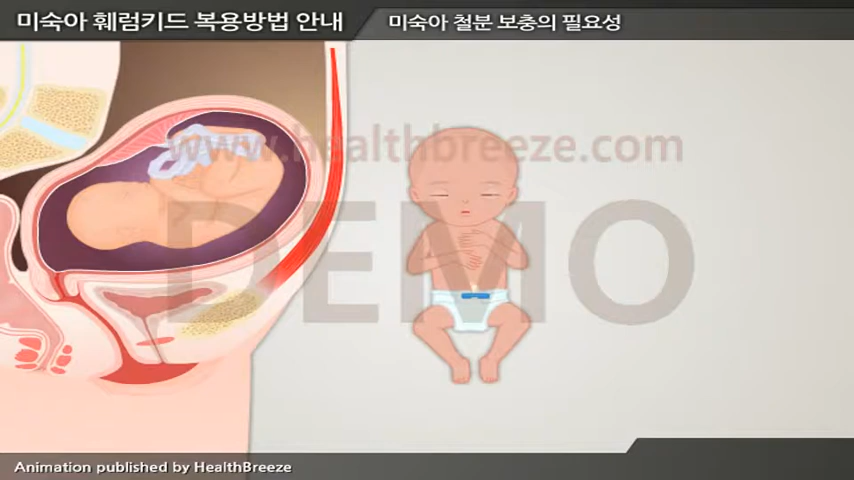 미숙아 훼럼키드 복용방법 안내
미숙아 철분 보충의 필요성
www.healthbreeze.com
DEMO
Animation published by HealthBreeze